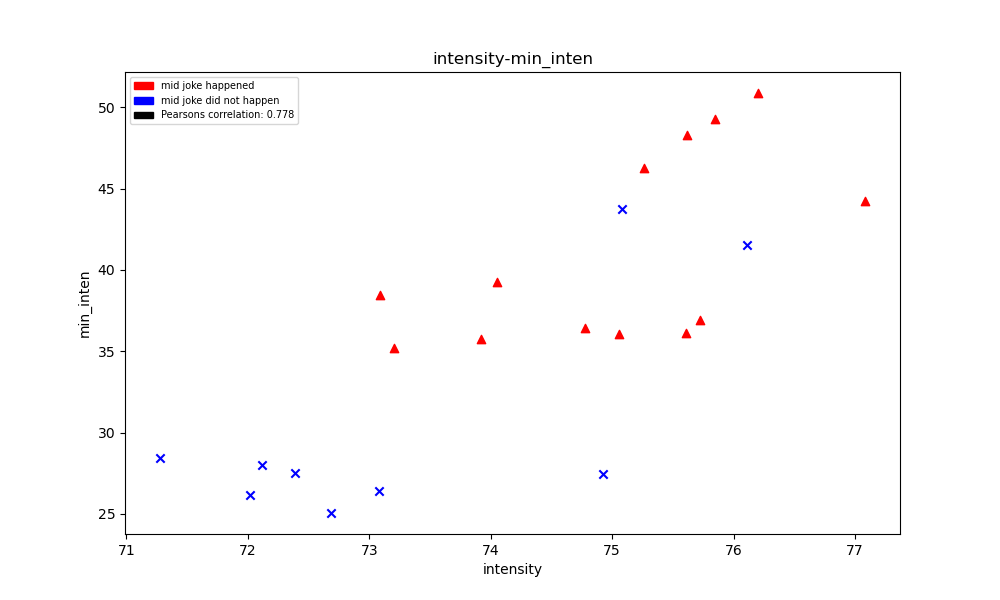 intensity-min_inten
mid joke happened
mid joke did not happen
Pearsons correlation: 0.778
50
45
40
35
30
25
min_inten
71 72 73 74 75 76 77
intensity